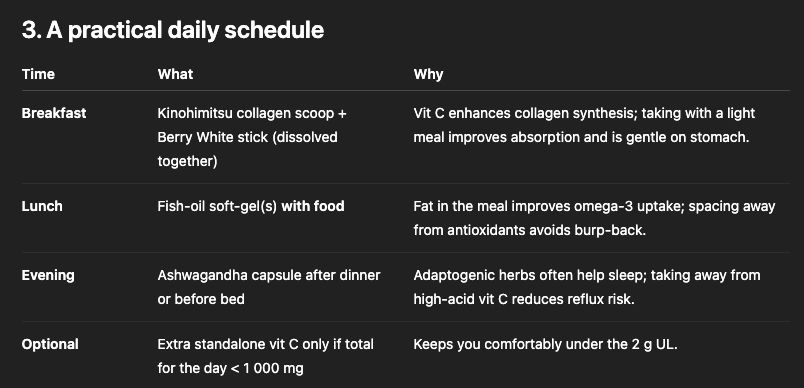 3. A practical daily schedule
Time What Why
Breakfast Kinohimitsu collagen scoop + Vit C enhances collagen synthesis; taking with a light
Berry White stick (dissolved meal improves absorption and is gentle on stomach.
together)
Lunch Fish-oil soft-gel(s) with food Fat in the meal improves omega-3 uptake; spacing away
from antioxidants avoids burp-back.
Evening Ashwagandha capsule after dinner Adaptogenic herbs often help sleep; taking away from
or before bed high-acid vit C reduces reflux risk.
Optional Extra standalone vit C only if total Keeps you comfortably under the 2 g UL.
for the day < 1 000 mg